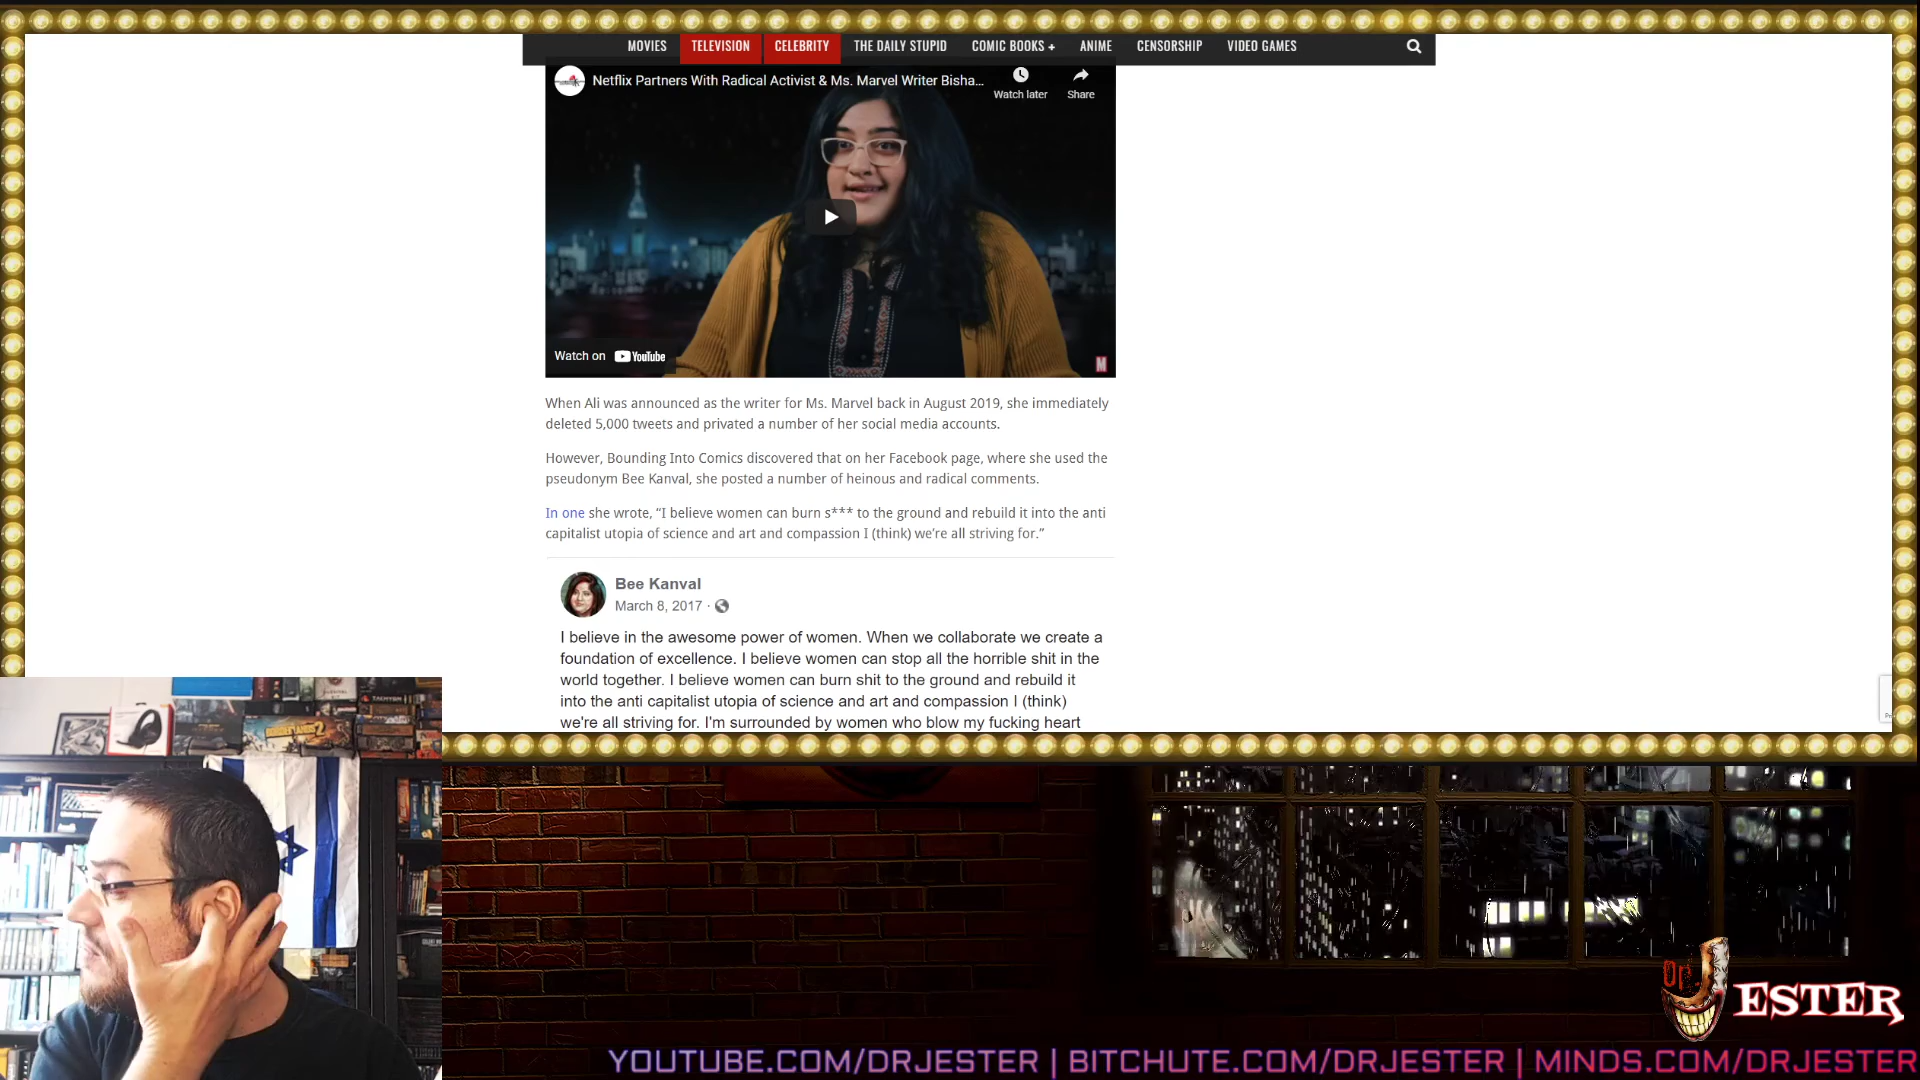 MOVIES TELEVISION CELEBRITY THE DAILY STUPID COMIC BOOKS + ANIME CENSORSHIP VIDEO GAMES
Netflix Partners With Radical Activist & Ms. Marvel Writer Bisha...
Watch later
Share
Watch on YouTube
M
When Ali was announced as the writer for Ms. Marvel back in August 2019, she immediately
deleted 5,000 tweets and privated a number of her social media accounts.
However, Bounding Into Comics discovered that on her Facebook page, where she used the
pseudonym Bee Kanval, she posted a number of heinous and radical comments.
In one she wrote, “I believe women can burn s*** to the ground and rebuild it into the anti
capitalist utopia of science and art and compassion I (think) we’re all striving for.”
Bee Kanval
March 8, 2017 ·
I believe in the awesome power of women. When we collaborate we create a
foundation of excellence. I believe women can stop all the horrible shit in the
world together. I believe women can burn shit to the ground and rebuild it
into the anti capitalist utopia of science and art and compassion I (think)
we're all striving for. I'm surrounded by women who blow my fucking heart
BORDERLANDS 2
Dr. JESTER
YOUTUBE.COM/DRJESTER | BITCHUTE.COM/DRJESTER | MINDS.COM/DRJESTER